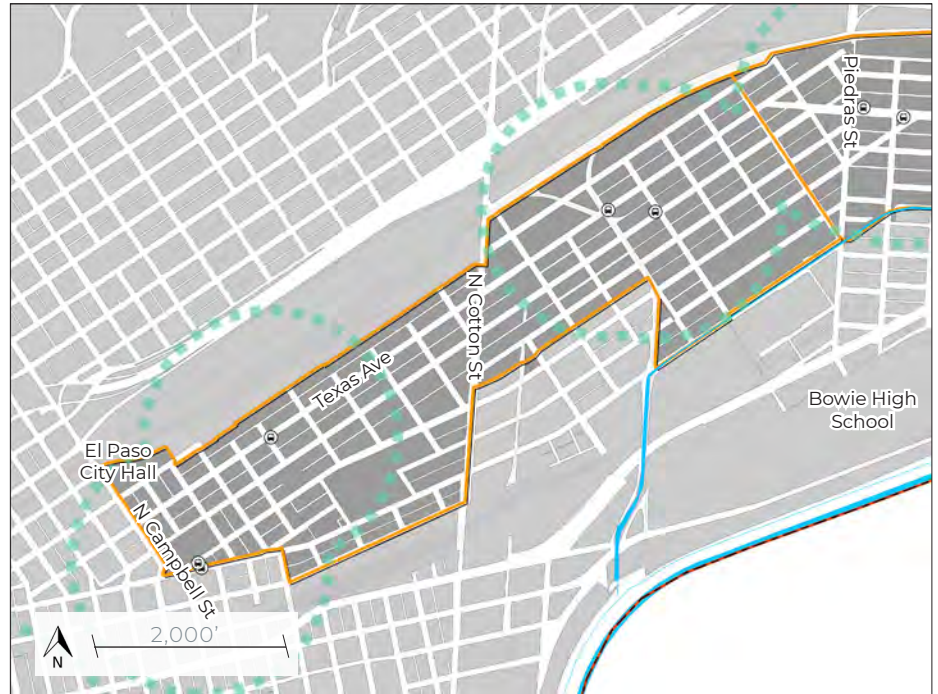 Piedras St
N Cotton St
Texas Ave
Bowie High
School
El Paso
City Hall
N Campbell St
2,000'
N